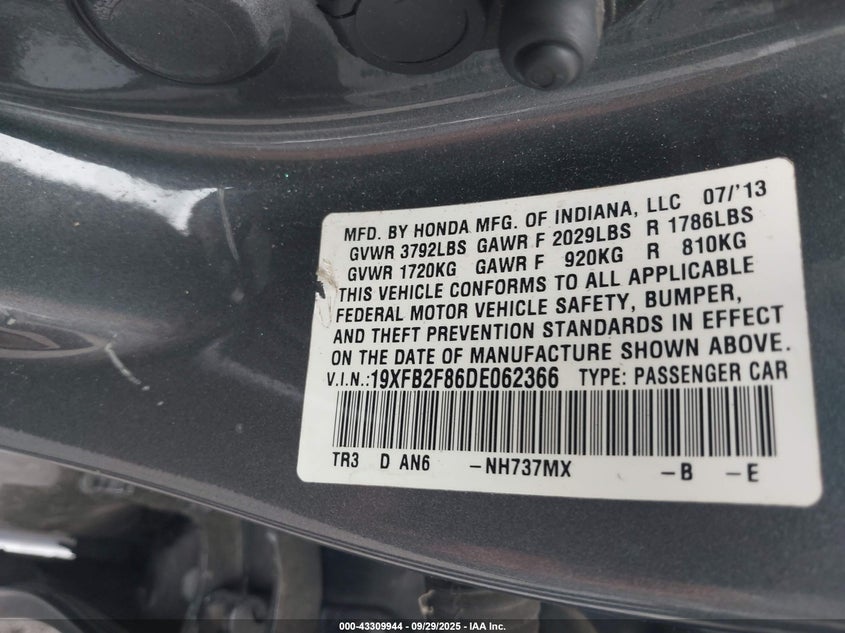 MFD. BY HONDA MFG. OF INDIANA, LLC 07/'13
GVWR 3792LBS GAWR F 2029LBS R 1786LBS
GVWR 1720KG GAWR F 920KG R 810KG
THIS VEHICLE CONFORMS TO ALL APPLICABLE
FEDERAL MOTOR VEHICLE SAFETY, BUMPER,
AND THEFT PREVENTION STANDARDS IN EFFECT
ON THE DATE OF MANUFACTURE SHOWN ABOVE.
V.I.N.:19XFB2F86DE062366 TYPE: PASSENGER CAR
TR3 D AN6 -NH737MX -B -E
000-43309944 - 09/29/2025 - IAA Inc.